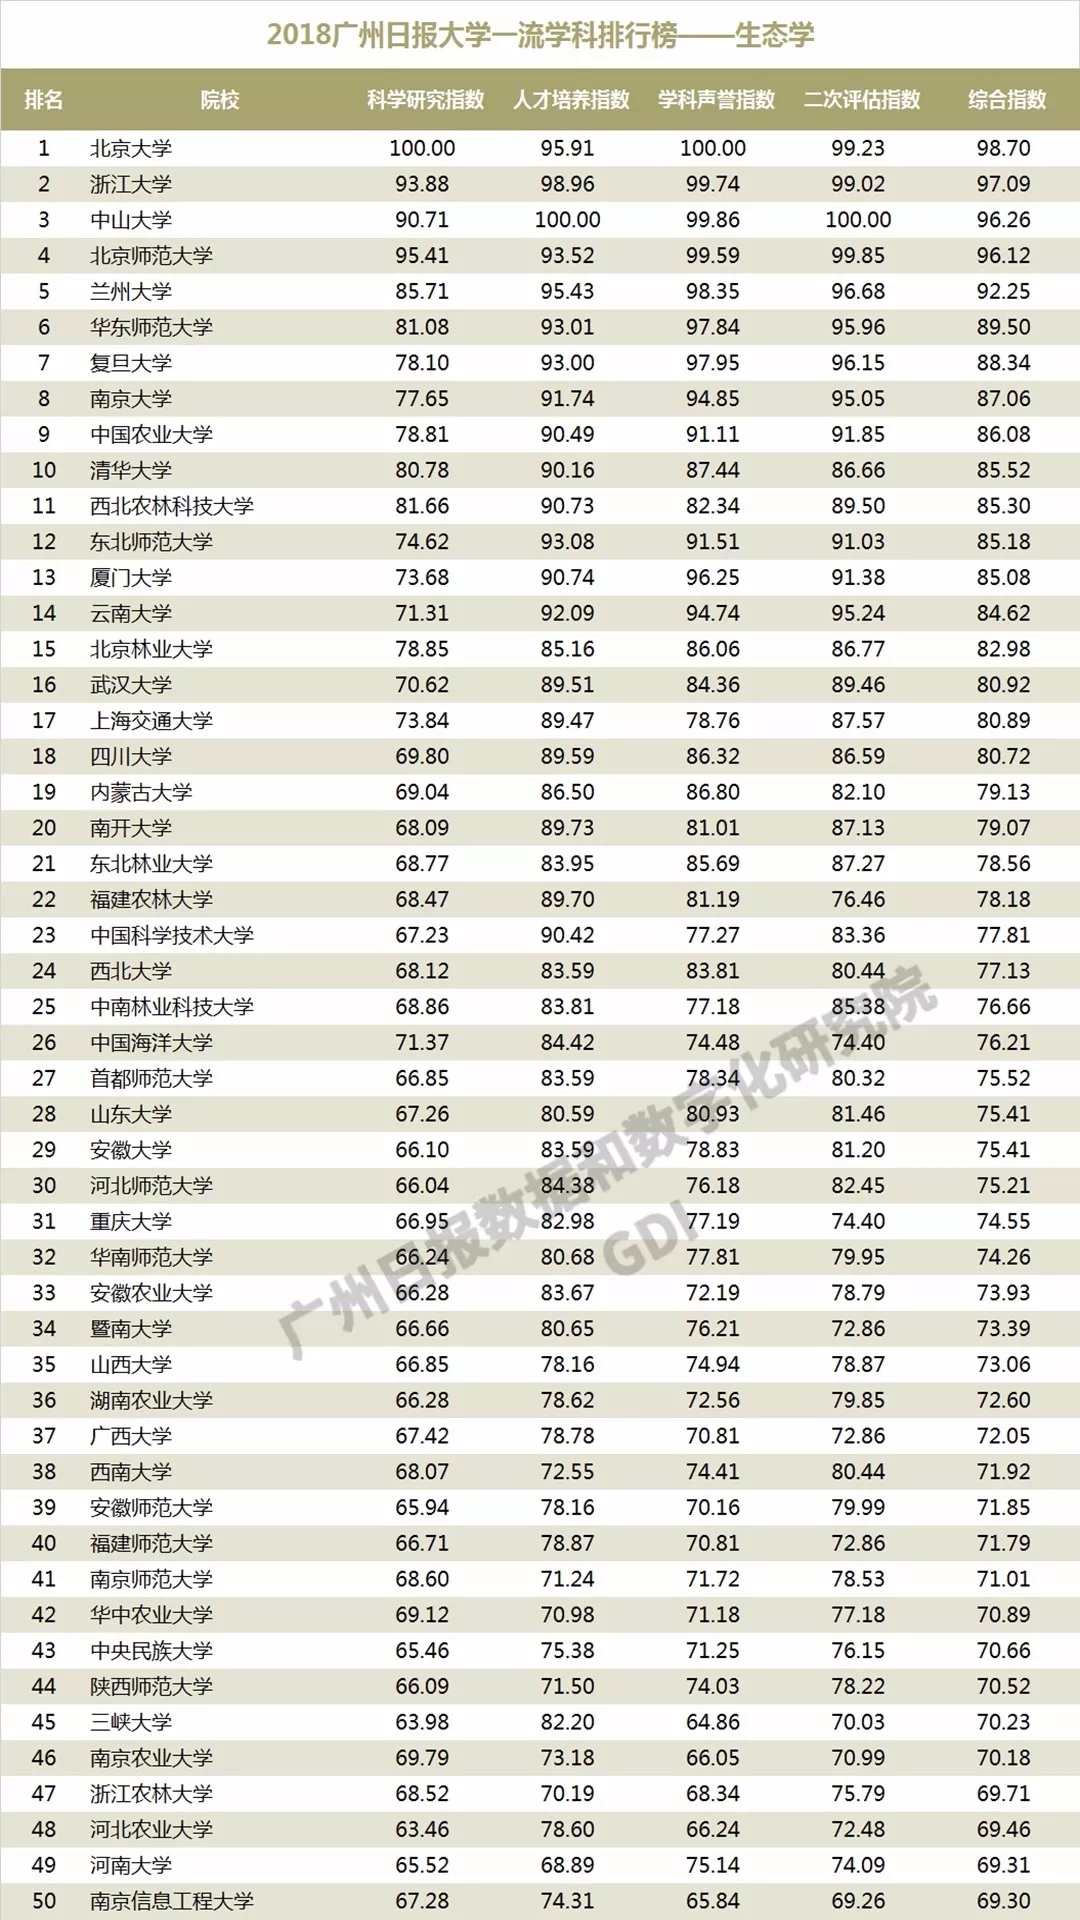 2018广州日报大学一流学科排行榜——生态学
排名 院校 科学研究指数 人才培养指数 学科声誉指数 二次评估指数 综合指数
1 北京大学 100.00 95.91 100.00 99.23 98.70
2 浙江大学 93.88 98.96 99.74 99.02 97.09
3 中山大学 90.71 100.00 99.86 100.00 96.26
4 北京师范大学 95.41 93.52 99.59 99.85 96.12
5 兰州大学 85.71 95.43 98.35 96.68 92.25
6 华东师范大学 81.08 93.01 97.84 95.96 89.50
7 复旦大学 78.10 93.00 97.95 96.15 88.34
8 南京大学 77.65 91.74 94.85 95.05 87.06
9 中国农业大学 78.81 90.49 91.11 91.85 86.08
10 清华大学 80.78 90.16 87.44 86.66 85.52
11 西北农林科技大学 81.66 90.73 82.34 89.50 85.30
12 东北师范大学 74.62 93.08 91.51 91.03 85.18
13 厦门大学 73.68 90.74 96.25 91.38 85.08
14 云南大学 71.31 92.09 94.74 95.24 84.62
15 北京林业大学 78.85 85.16 86.06 86.77 82.98
16 武汉大学 70.62 89.51 84.36 89.46 80.92
17 上海交通大学 73.84 89.47 78.76 87.57 80.89
18 四川大学 69.80 89.59 86.32 86.59 80.72
19 内蒙古大学 69.04 86.50 86.80 82.10 79.13
20 南开大学 68.09 89.73 81.01 87.13 79.07
21 东北林业大学 68.77 83.95 85.69 87.27 78.56
22 福建农林大学 68.47 89.70 81.19 76.46 78.18
23 中国科学技术大学 67.23 90.42 77.27 83.36 77.81
24 西北大学 68.12 83.59 83.81 80.44 77.13
25 中南林业科技大学 68.86 83.81 77.18 85.38 76.66
26 中国海洋大学 71.37 84.42 74.48 74.40 76.21
27 首都师范大学 66.85 83.59 78.34 80.32 75.52
28 山东大学 67.26 80.59 80.93 81.46 75.41
29 安徽大学 66.10 83.59 78.83 81.20 75.41
30 河北师范大学 66.04 84.38 76.18 82.45 75.21
31 重庆大学 66.95 82.98 77.19 74.40 74.55
32 华南师范大学 66.24 80.68 77.81 79.95 74.26
33 安徽农业大学 66.28 83.67 72.19 78.79 73.93
34 暨南大学 66.66 80.65 76.21 72.86 73.39
35 山西大学 66.85 78.16 74.94 78.87 73.06
36 湖南农业大学 66.28 78.62 72.56 79.85 72.60
37 广西大学 67.42 78.78 70.81 72.86 72.05
38 西南大学 68.07 72.55 74.41 80.44 71.92
39 安徽师范大学 65.94 78.16 70.16 79.99 71.85
40 福建师范大学 66.71 78.87 70.81 72.86 71.79
41 南京师范大学 68.60 71.24 71.72 78.53 71.01
42 华中农业大学 69.12 70.98 71.18 77.18 70.89
43 中央民族大学 65.46 75.38 71.25 76.15 70.66
44 陕西师范大学 66.09 71.50 74.03 78.22 70.52
45 三峡大学 63.98 82.20 64.86 70.03 70.23
46 南京农业大学 69.79 73.18 66.05 70.99 70.18
47 浙江农林大学 68.52 70.19 68.34 75.79 69.71
48 河北农业大学 63.46 78.60 66.24 72.48 69.46
49 河南大学 65.52 68.89 75.14 74.09 69.31
50 南京信息工程大学 67.28 74.31 65.84 69.26 69.30
广州日报数据和数字化研究院
GDI